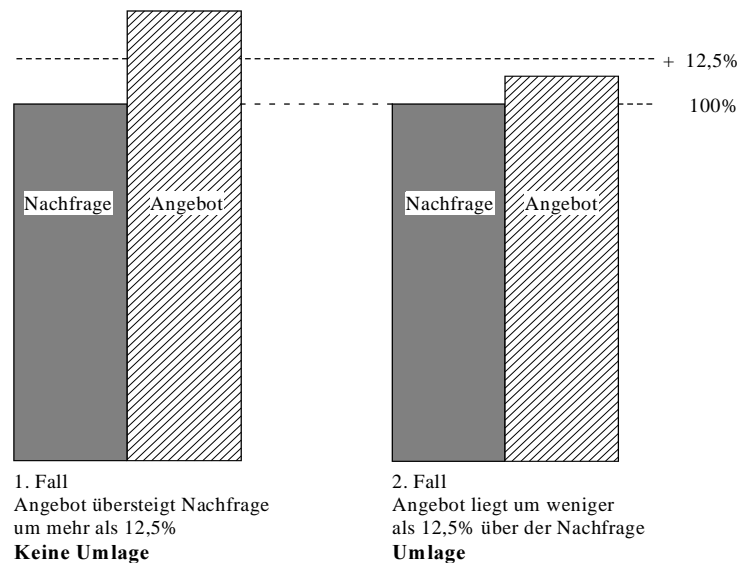 + 12,5%
100%
Nachfrage
Angebot
Nachfrage
Angebot
1. Fall
Angebot übersteigt Nachfrage
um mehr als 12,5%
Keine Umlage
2. Fall
Angebot liegt um weniger
als 12,5% über der Nachfrage
Umlage